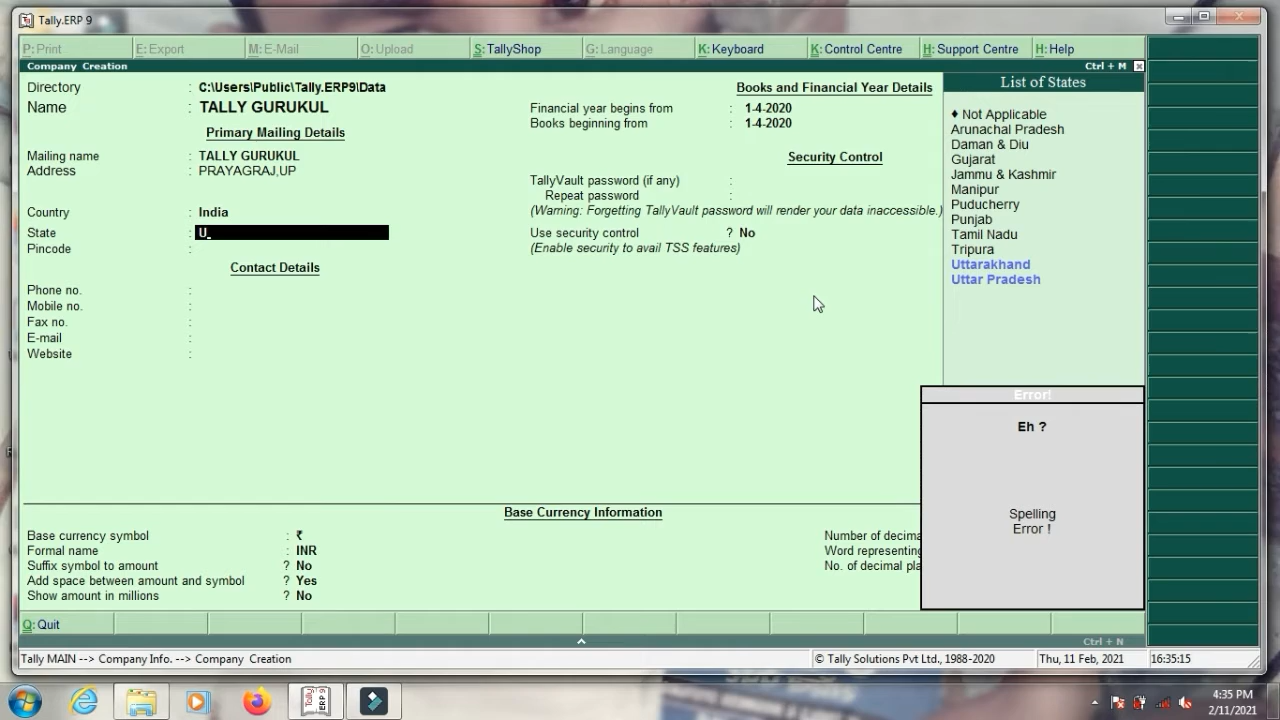 Tally.ERP 9
P: Print E: Export M: E-Mail O: Upload S: TallyShop G: Language K: Keyboard K: Control Centre H: Support Centre H: Help
Company Creation Ctrl + M
Directory : C:\Users\Public\Tally.ERP9\Data
Name : TALLY GURUKUL
Primary Mailing Details
Mailing name : TALLY GURUKUL
Address : PRAYAGRAJ,UP
Country : India
State : U
Pincode :
Contact Details
Phone no. :
Mobile no. :
Fax no. :
E-mail :
Website :
Books and Financial Year Details
Financial year begins from : 1-4-2020
Books beginning from : 1-4-2020
Security Control
TallyVault password (if any) :
Repeat password :
(Warning: Forgetting TallyVault password will render your data inaccessible.)
Use security control ? No
(Enable security to avail TSS features)
List of States
♦ Not Applicable
Arunachal Pradesh
Daman & Diu
Gujarat
Jammu & Kashmir
Manipur
Puducherry
Punjab
Tamil Nadu
Tripura
Uttarakhand
Uttar Pradesh
Error!
Eh ?
Spelling
Error !
Base Currency Information
Base currency symbol : ₹
Formal name : INR
Suffix symbol to amount ? No
Add space between amount and symbol ? Yes
Show amount in millions ? No
Number of decima
Word representing
No. of decimal pla
Q: Quit
Ctrl + N
Tally MAIN --> Company Info. --> Company Creation © Tally Solutions Pvt Ltd., 1988-2020 Thu, 11 Feb, 2021 16:35:15
4:35 PM
2/11/2021